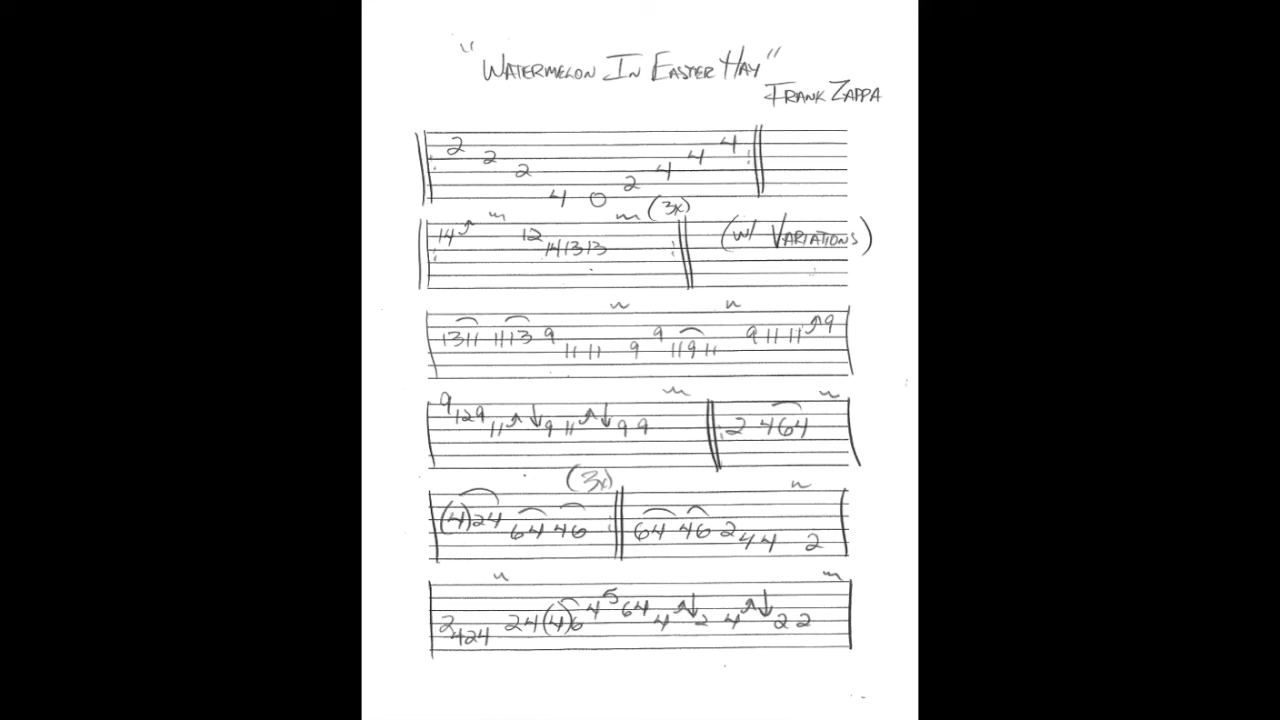 "WATERMELON IN EASTER HAY"
FRANK ZAPPA
2 2 2 4 0 2 4 4 4
(3x)
14 12 14 13 13 (W/ VARIATIONS)
13 11 11 13 9 11 11 9 9 11 9 11 9 11 11 9
9 12 9 11 9 11 9 9 2 4 6 4
(3x)
(4) 2 4 6 4 4 6 6 4 4 6 2 4 4 2
2 4 2 4 2 4 (4) 6 4 5 6 4 4 2 4 2 2